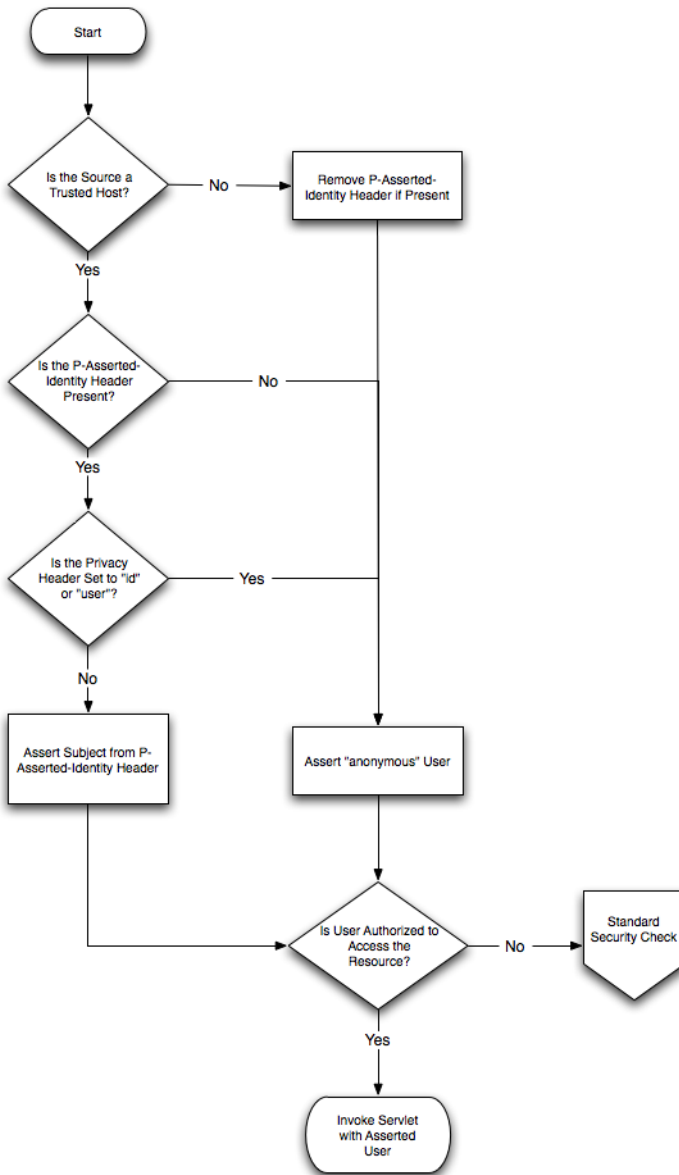 Start
Is the Source a
Trusted Host?
No
Remove P-Asserted-
Identity Header if Present
Yes
Is the P-Asserted-
Identity Header
Present?
No
Yes
Is the Privacy
Header Set to "id"
or "user"?
Yes
No
Assert Subject from P-
Asserted-Identity Header
Assert "anonymous" User
Is User Authorized to
Access the
Resource?
No
Standard
Security Check
Yes
Invoke Servlet
with Asserted
User